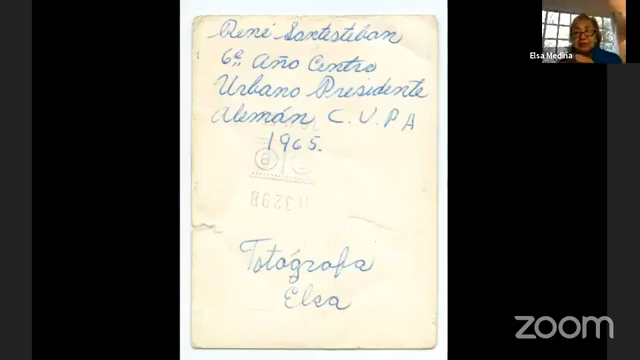 René Santesteban
6º Año Centro
Urbano Presidente
Alemán C.U.P.A
1965.
Fotógrafa
Elsa
Elsa Medina
zoom